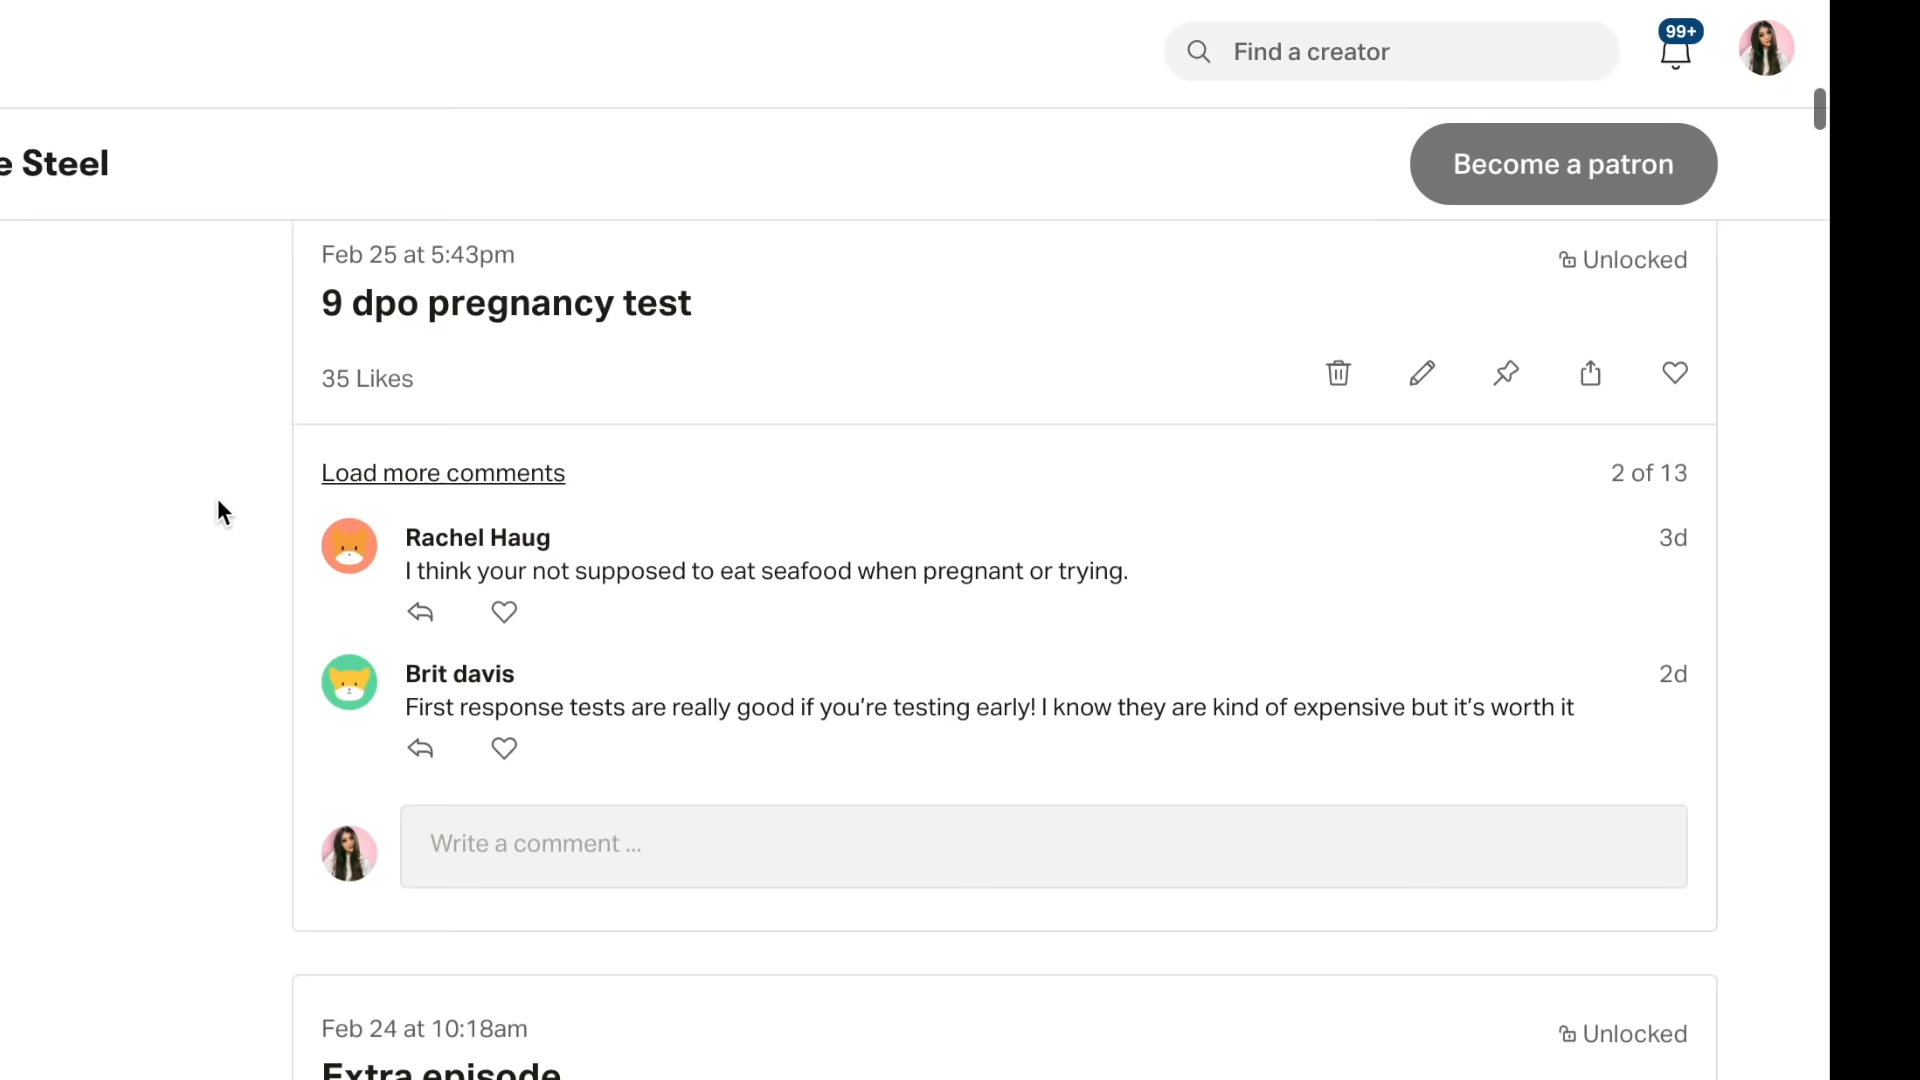 Find a creator
99+
e Steel
Become a patron
Feb 25 at 5:43pm
Unlocked
9 dpo pregnancy test
35 Likes
Load more comments
2 of 13
Rachel Haug
3d
I think your not supposed to eat seafood when pregnant or trying.
Brit davis
2d
First response tests are really good if you’re testing early! I know they are kind of expensive but it’s worth it
Write a comment ...
Feb 24 at 10:18am
Unlocked
Extra episode